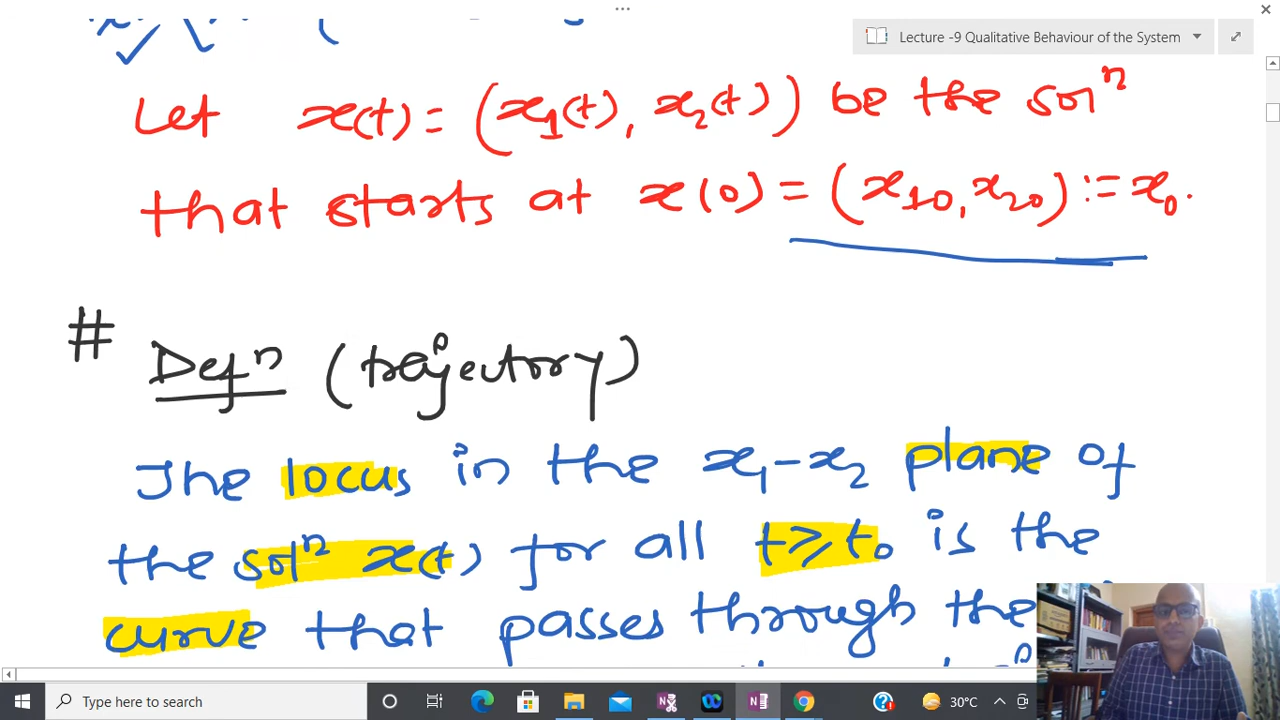 Lecture -9 Qualitative Behaviour of the System
Let x(t) = (x₁(t), x₂(t)) be the solⁿ
that starts at x(0) = (x₁₀, x₂₀) := x₀.
# Defⁿ (trajectory)
The locus in the x₁-x₂ plane of
the solⁿ x(t) for all t ⩾ t₀ is the
curve that passes through the
Type here to search
30°C